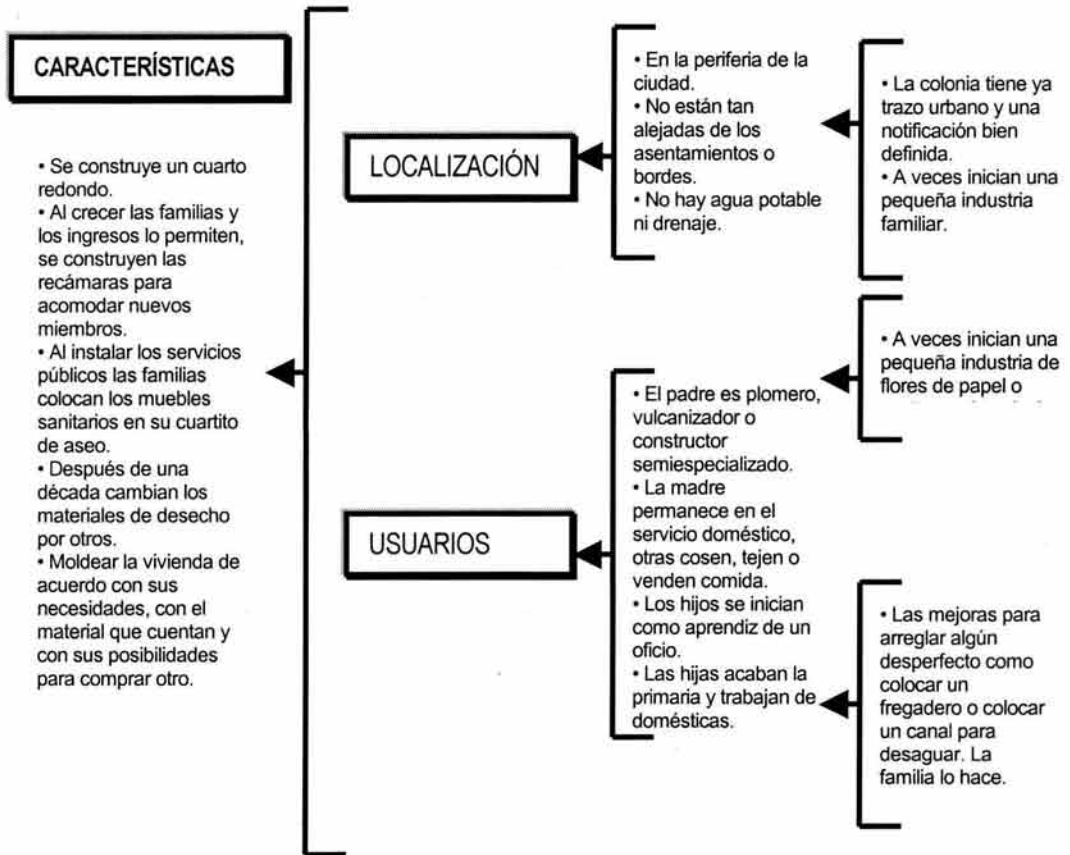 CARACTERÍSTICAS
• Se construye un cuarto
redondo.
• Al crecer las familias y
los ingresos lo permiten,
se construyen las
recámaras para
acomodar nuevos
miembros.
• Al instalar los servicios
públicos las familias
colocan los muebles
sanitarios en su cuartito
de aseo.
• Después de una
década cambian los
materiales de desecho
por otros.
• Moldear la vivienda de
acuerdo con sus
necesidades, con el
material que cuentan y
con sus posibilidades
para comprar otro.
LOCALIZACIÓN
• En la periferia de la
ciudad.
• No están tan
alejadas de los
asentamientos o
bordes.
• No hay agua potable
ni drenaje.
• La colonia tiene ya
trazo urbano y una
notificación bien
definida.
• A veces inician una
pequeña industria
familiar.
USUARIOS
• El padre es plomero,
vulcanizador o
constructor
semiespecializado.
• La madre
permanece en el
servicio doméstico,
otras cosen, tejen o
venden comida.
• Los hijos se inician
como aprendiz de un
oficio.
• Las hijas acaban la
primaria y trabajan de
domésticas.
• A veces inician una
pequeña industria de
flores de papel o
• Las mejoras para
arreglar algún
desperfecto como
colocar un
fregadero o colocar
un canal para
desaguar. La
familia lo hace.